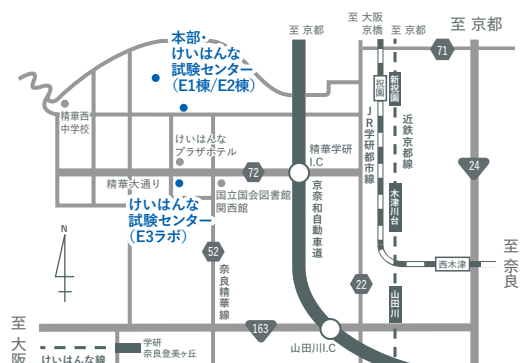 至 大阪
京橋
至 京都
至 京都
至 京都
71
本部・
けいはんな
試験センター
(E1棟/E2棟)
祝園
新祝園
精華西
中学校
JR学研都市線
近鉄京都線
けいはんな
プラザホテル
精華学研
I.C
24
72
精華大通り
国立国会図書館
関西館
京奈和自動車道
木津川台
けいはんな
試験センター
(E3ラボ)
N
52
奈良精華線
西木津
至 奈良
22
山田川
至 大阪
163
山田川I.C
学研
奈良登美ヶ丘
けいはんな線